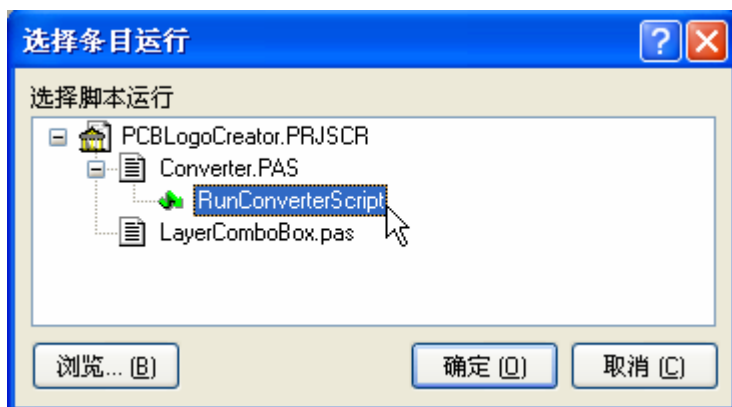 选择条目运行
选择脚本运行
PCBLogoCreator.PRJSCR
Converter.PAS
RunConverterScript
LayerComboBox.pas
浏览... (B) 确定 (O) 取消 (C)